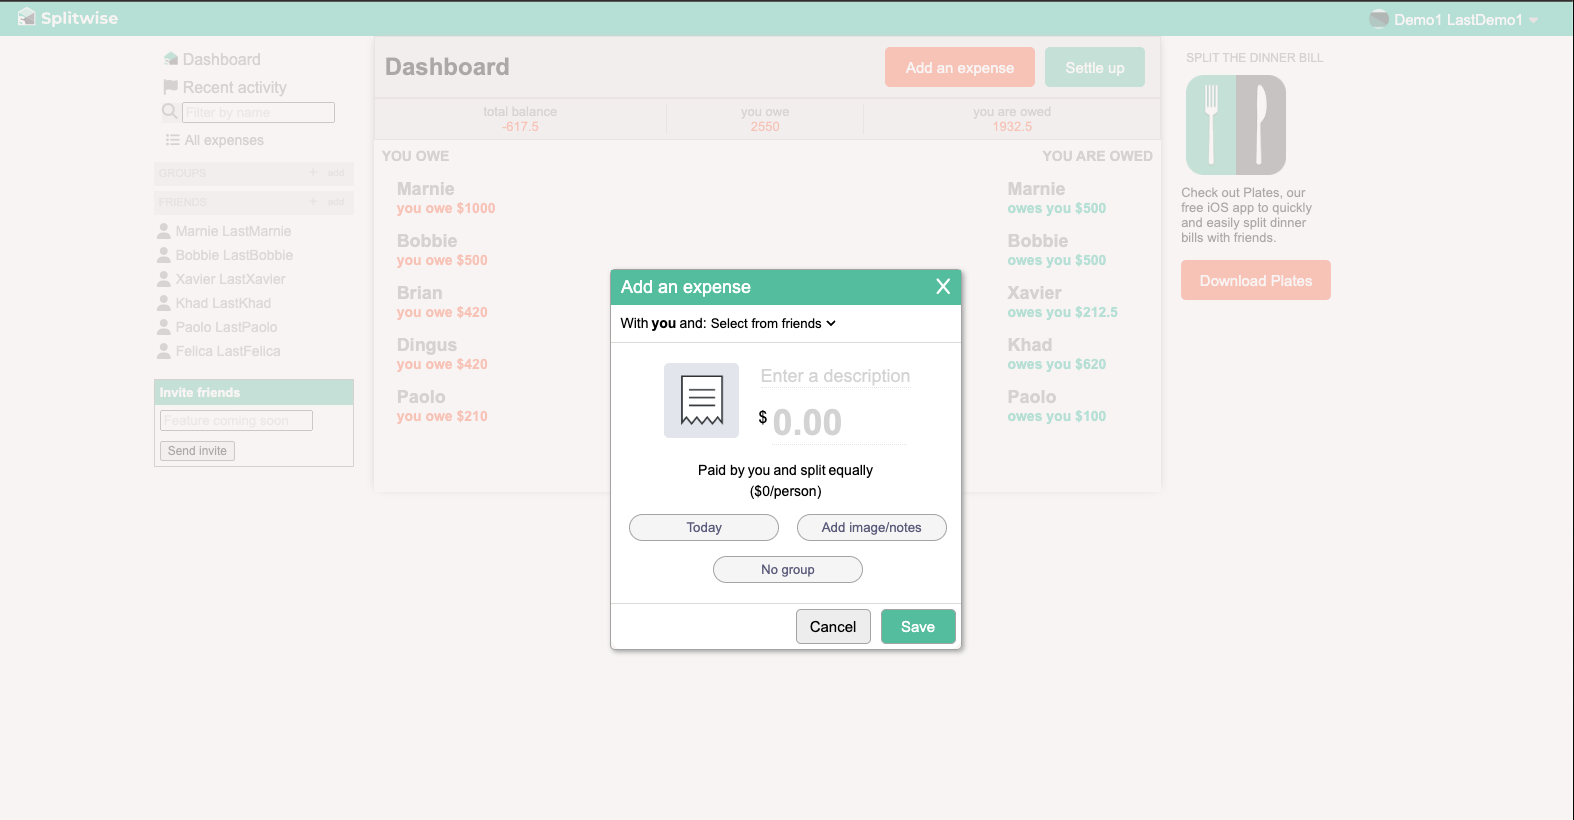 Splitwise
Demo1 LastDemo1
Dashboard
Recent activity
Filter by name
All expenses
GROUPS + add
FRIENDS + add
Marnie LastMarnie
Bobbie LastBobbie
Xavier LastXavier
Khad LastKhad
Paolo LastPaolo
Felica LastFelica
Invite friends
Feature coming soon
Send invite
Dashboard
Add an expense
Settle up
total balance
-617.5
you owe
2550
you are owed
1932.5
YOU OWE
Marnie
you owe $1000
Bobbie
you owe $500
Brian
you owe $420
Dingus
you owe $420
Paolo
you owe $210
YOU ARE OWED
Marnie
owes you $500
Bobbie
owes you $500
Xavier
owes you $212.5
Khad
owes you $620
Paolo
owes you $100
Add an expense X
With you and: Select from friends
Enter a description
$ 0.00
Paid by you and split equally
($0/person)
Today
Add image/notes
No group
Cancel
Save
SPLIT THE DINNER BILL
Check out Plates, our
free iOS app to quickly
and easily split dinner
bills with friends.
Download Plates